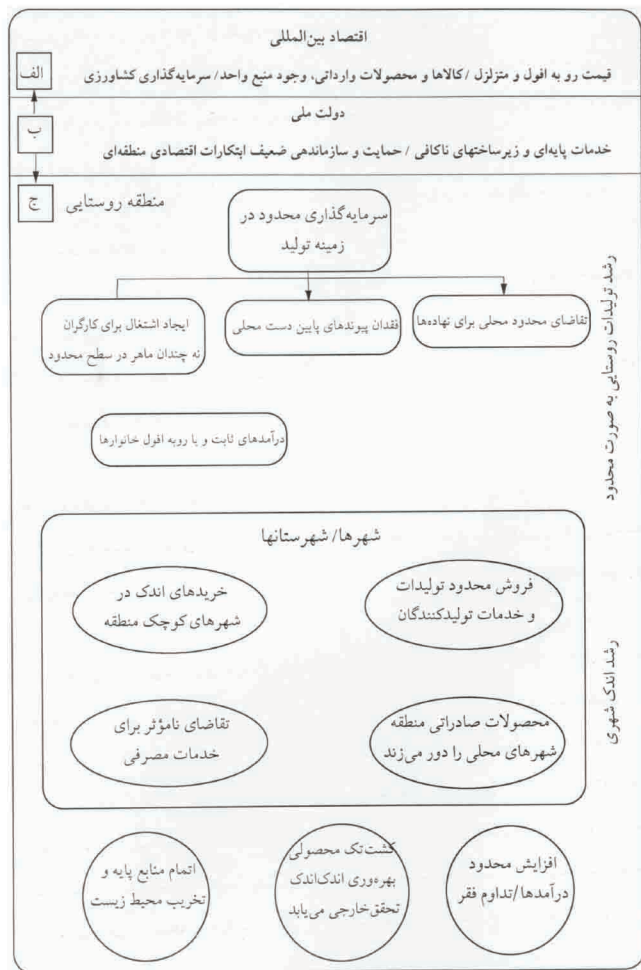 اقتصاد بین‌المللی
الف
قیمت رو به افول و متزلزل / کالاها و محصولات وارداتی، وجود منبع واحد/ سرمایه‌گذاری کشاورزی
دولت ملی
ب
خدمات پایه‌ای و زیرساختهای ناکافی / حمایت و سازماندهی ضعیف ابتکارات اقتصادی منطقه‌ای
ج
منطقه روستایی
سرمایه‌گذاری محدود در
زمینه تولید
تقاضای محدود محلی برای نهاده‌ها
فقدان پیوندهای پایین دست محلی
ایجاد اشتغال برای کارگران
نه چندان ماهر در سطح محدود
درآمدهای ثابت و یا روبه افول خانوارها
رشد تولیدات روستایی به صورت محدود
شهرها/ شهرستانها
فروش محدود تولیدات
و خدمات تولیدکنندگان
خریدهای اندک در
شهرهای کوچک منطقه
محصولات صادراتی منطقه
شهرهای محلی را دور می‌زند
تقاضای نامؤثر برای
خدمات مصرفی
رشد اندک شهری
افزایش محدود
درآمدها/تداوم فقر
کشت تک محصولی
بهره‌وری اندک‌اندک
تحقق خارجی می‌یابد
اتمام منابع پایه و
تخریب محیط زیست